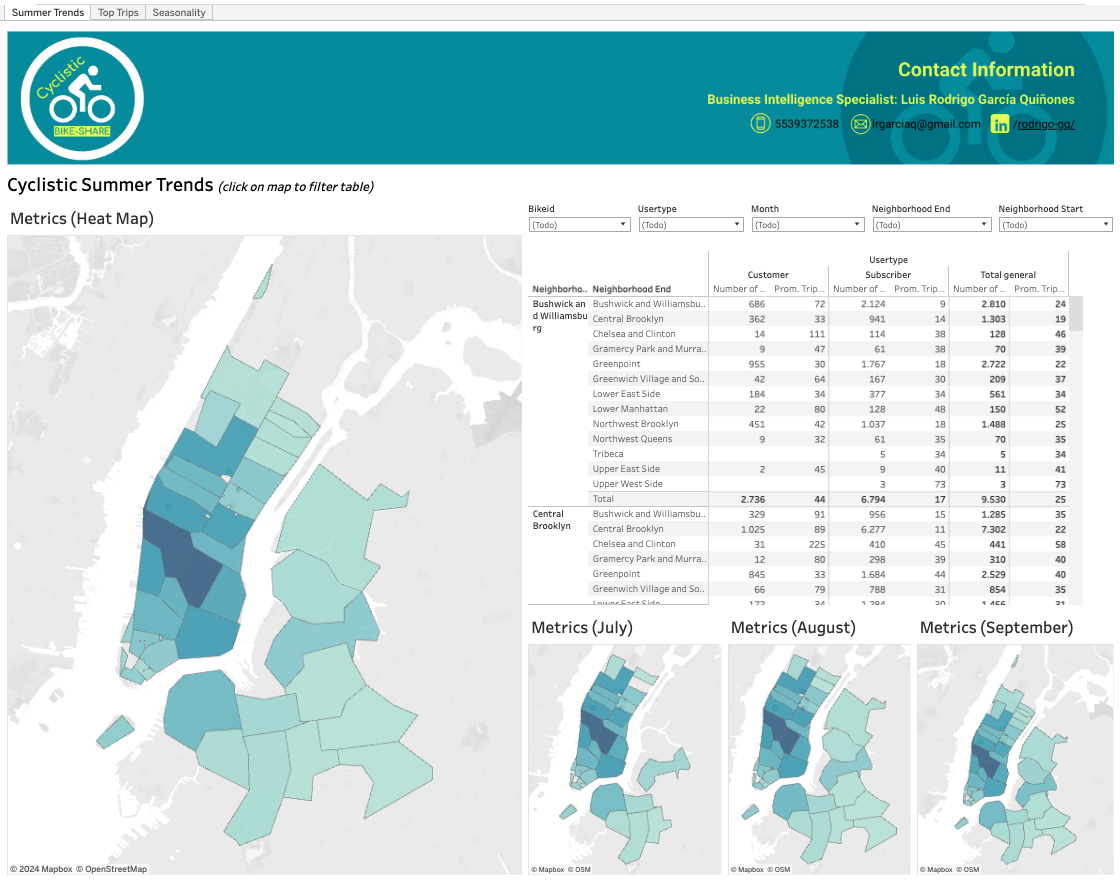 Summer Trends Top Trips Seasonality
Cyclistic
BIKE-SHARE
Contact Information
Business Intelligence Specialist: Luis Rodrigo García Quiñones
5539372538 lrgarciaq@gmail.com in /rodrigo-gq/
Cyclistic Summer Trends (click on map to filter table)
Metrics (Heat Map)
© 2024 Mapbox © OpenStreetMap
Bikeid Usertype Month Neighborhood End Neighborhood Start
(Todo) (Todo) (Todo) (Todo) (Todo)
Usertype
Customer Subscriber Total general
Neighborho.. Neighborhood End Number of .. Prom. Trip .. Number of .. Prom. Trip .. Number of .. Prom. Trip ..
Bushwick an
d Williamsbu
rg
Bushwick and Williamsbu.. 686 72 2.124 9 2.810 24
Central Brooklyn 362 33 941 14 1.303 19
Chelsea and Clinton 14 111 114 38 128 46
Gramercy Park and Murra.. 9 47 61 38 70 39
Greenpoint 955 30 1.767 18 2.722 22
Greenwich Village and So.. 42 64 167 30 209 37
Lower East Side 184 34 377 34 561 34
Lower Manhattan 22 80 128 48 150 52
Northwest Brooklyn 451 42 1.037 18 1.488 25
Northwest Queens 9 32 61 35 70 35
Tribeca 5 34 5 34
Upper East Side 2 45 9 40 11 41
Upper West Side 3 73 3 73
Total 2.736 44 6.794 17 9.530 25
Central
Brooklyn
Bushwick and Williamsbu.. 329 91 956 15 1.285 35
Central Brooklyn 1.025 89 6.277 11 7.302 22
Chelsea and Clinton 31 225 410 45 441 58
Gramercy Park and Murra.. 12 80 298 39 310 40
Greenpoint 845 33 1.684 44 2.529 40
Greenwich Village and So.. 66 79 788 31 854 35
Lower East Side 172 34 1.284 30 1.456 31
Metrics (July) Metrics (August) Metrics (September)
© Mapbox © OSM © Mapbox © OSM © Mapbox © OSM